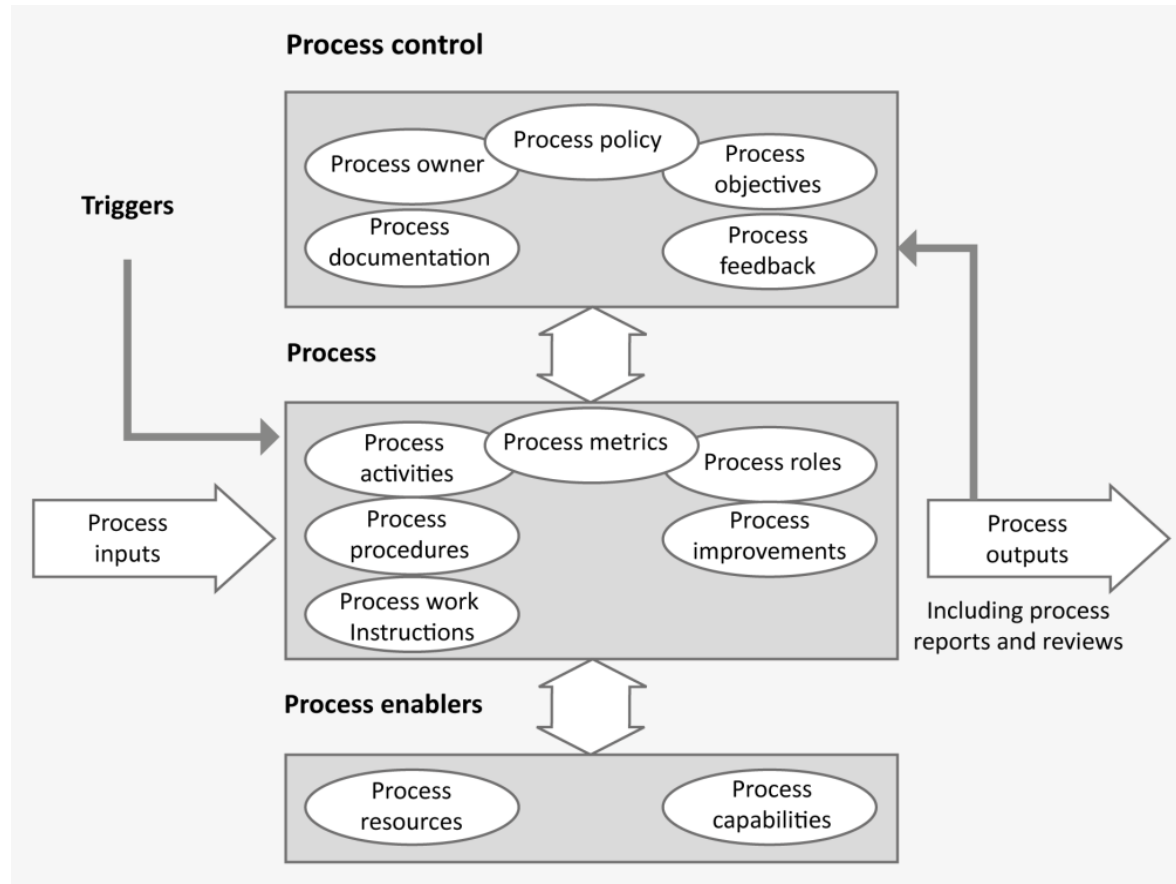 Process control
Process policy
Process owner
Process
objectives
Process
documentation
Process
feedback
Triggers
Process
Process metrics
Process
activities
Process roles
Process
procedures
Process
improvements
Process work
Instructions
Process
inputs
Process
outputs
Including process
reports and reviews
Process enablers
Process
resources
Process
capabilities